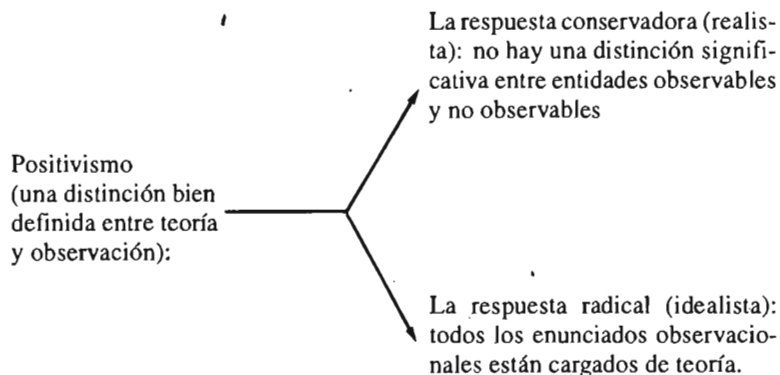 La respuesta conservadora (realis-
ta): no hay una distinción signifi-
cativa entre entidades observables
y no observables
Positivismo
(una distinción bien
definida entre teoría
y observación):
La respuesta radical (idealista):
todos los enunciados observacio-
nales están cargados de teoría.